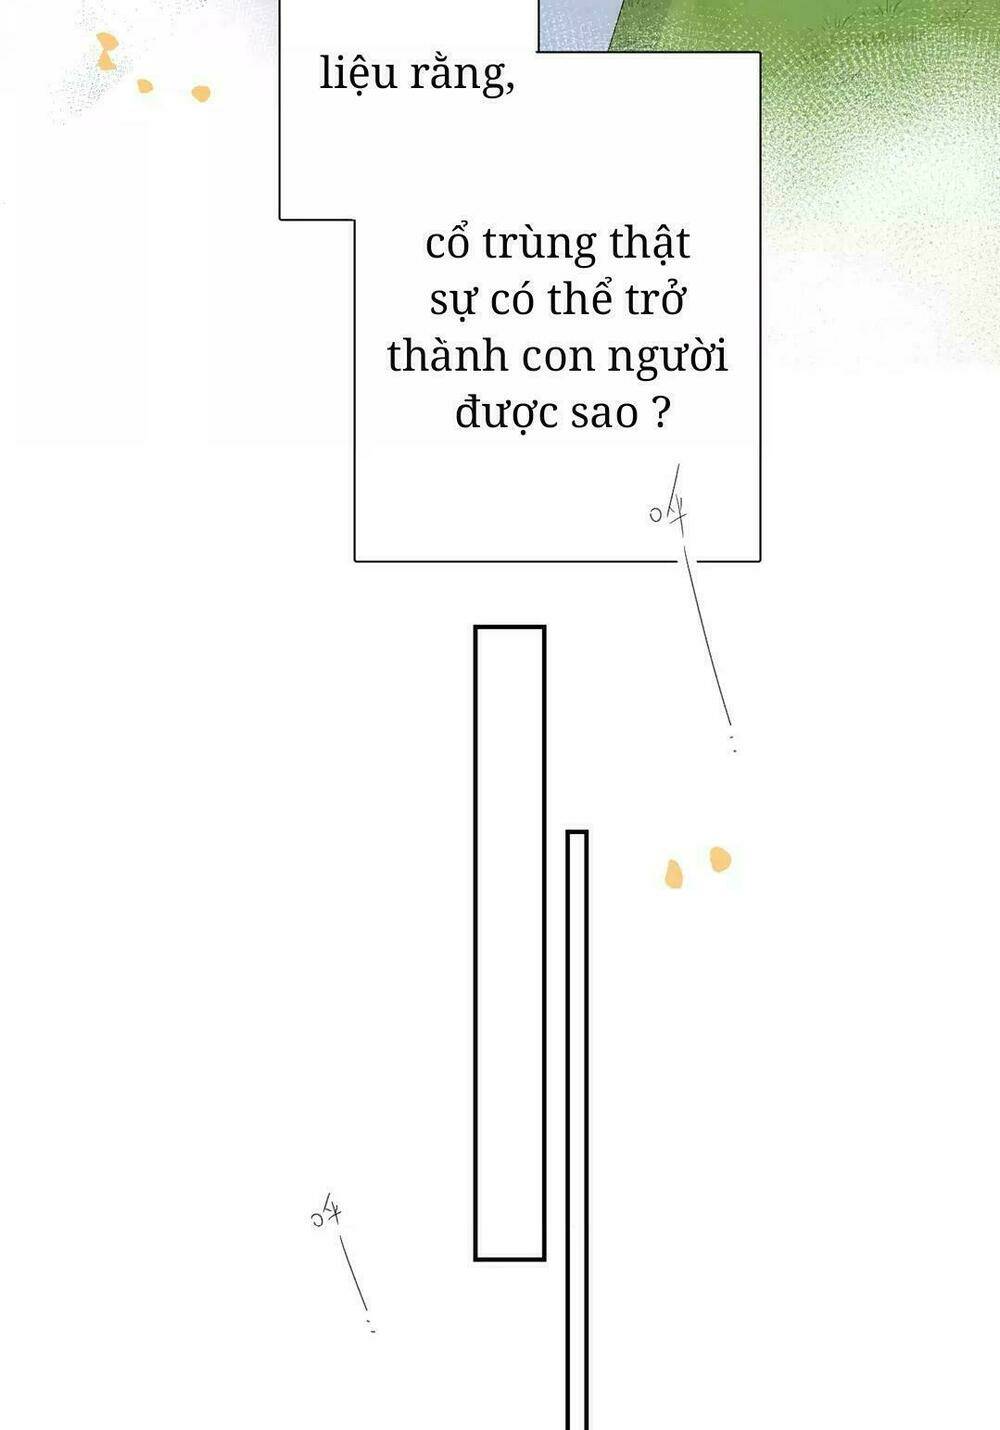 liệu rằng,
cổ trùng thật
sự có thể trở
thành con người
được sao ?